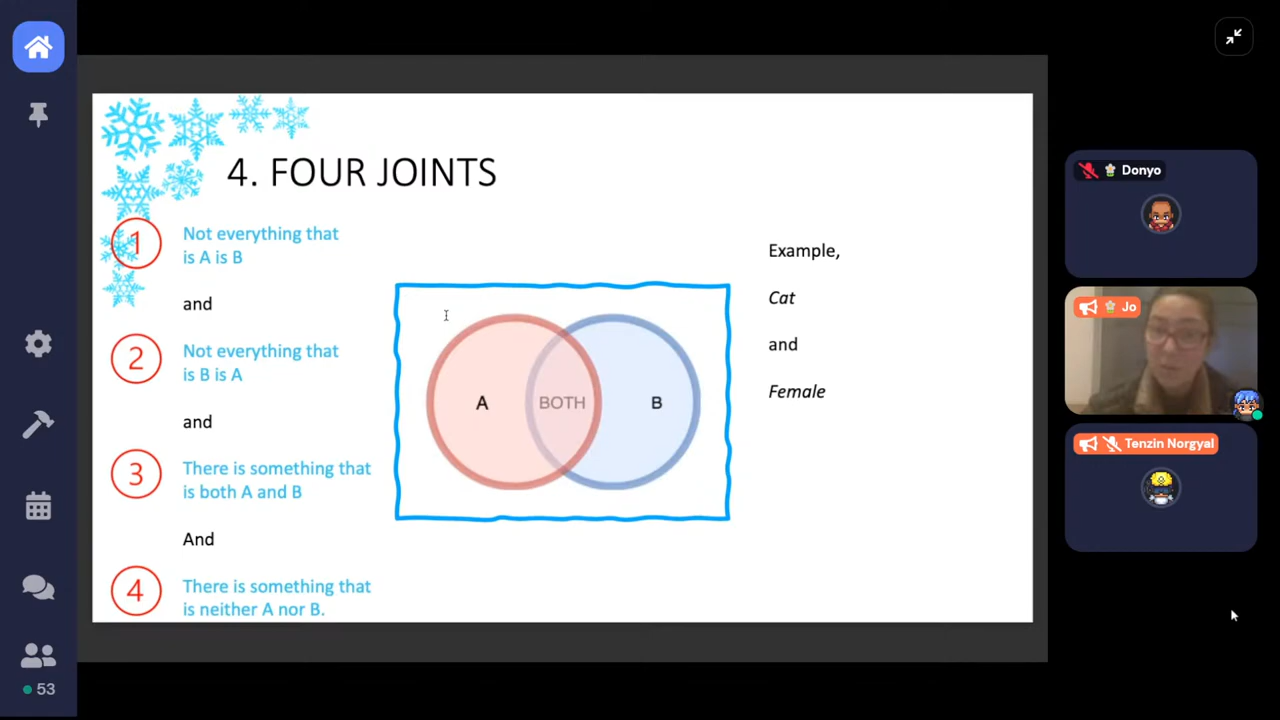 4. FOUR JOINTS
1
Not everything that
is A is B
and
2
Not everything that
is B is A
and
3
There is something that
is both A and B
And
4
There is something that
is neither A nor B.
A
BOTH
B
Example,
Cat
and
Female
Donyo
Jo
Tenzin Norgyal
53